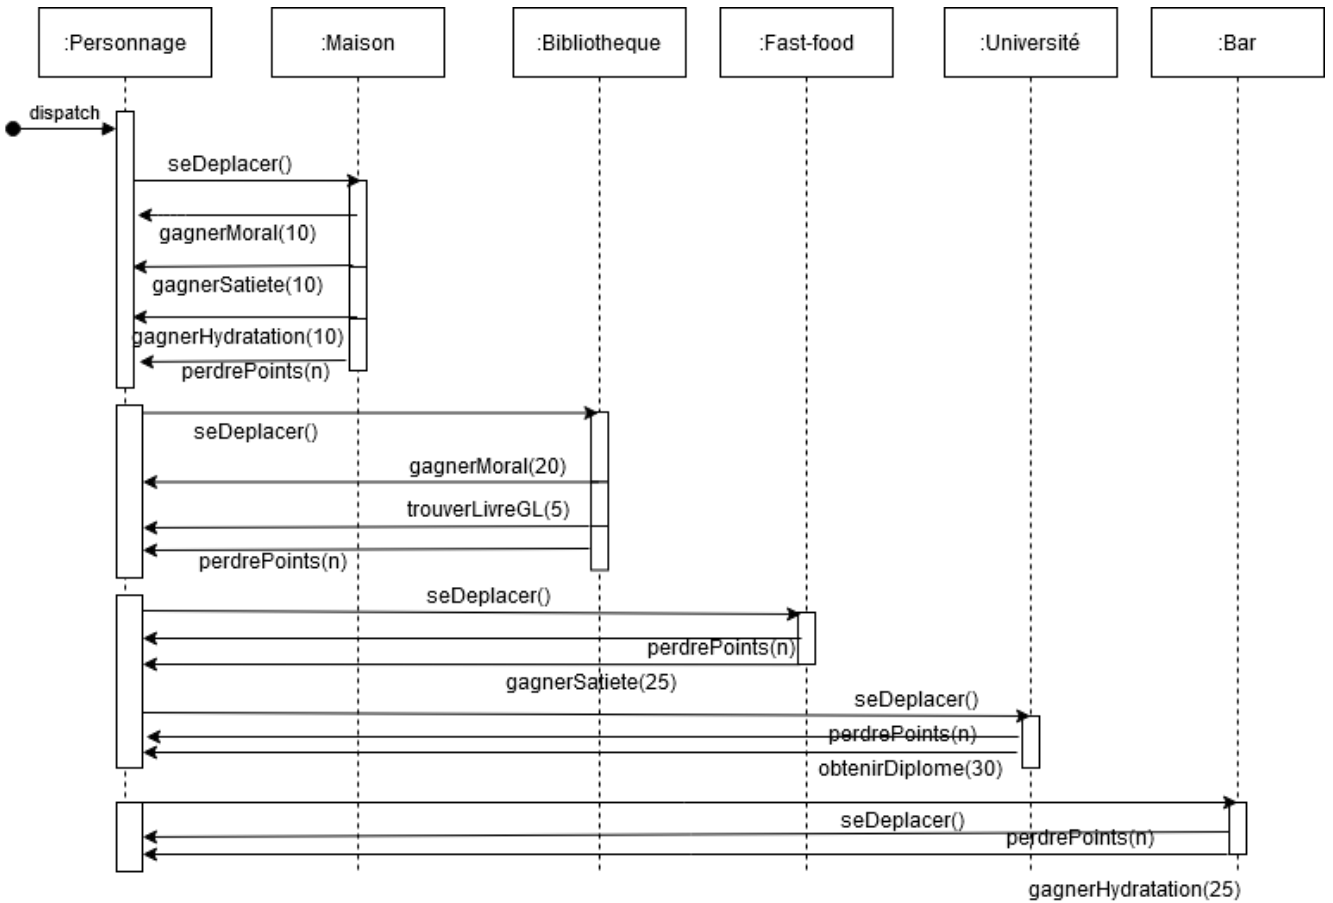 :Personnage
:Maison
:Bibliotheque
:Fast-food
:Université
:Bar
dispatch
seDeplacer()
gagnerMoral(10)
gagnerSatiete(10)
gagnerHydratation(10)
perdrePoints(n)
seDeplacer()
gagnerMoral(20)
trouverLivreGL(5)
perdrePoints(n)
seDeplacer()
perdrePoints(n)
gagnerSatiete(25)
seDeplacer()
perdrePoints(n)
obtenirDiplome(30)
seDeplacer()
perdrePoints(n)
gagnerHydratation(25)